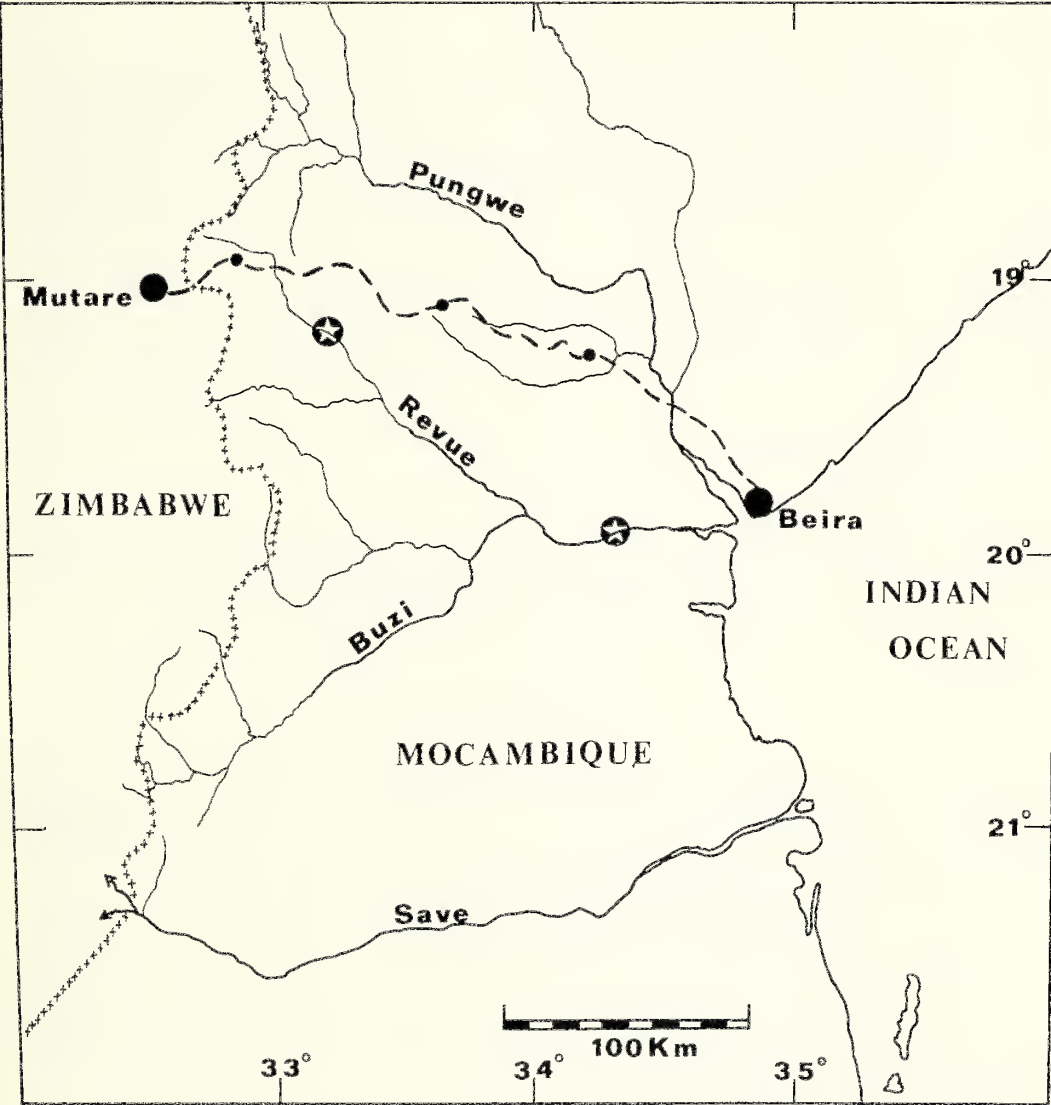 Pungwe
Mutare
19°
Revue
ZIMBABWE
Beira
20°
INDIAN
OCEAN
Buzi
MOCAMBIQUE
21°
Save
100Km
33°
34°
35°